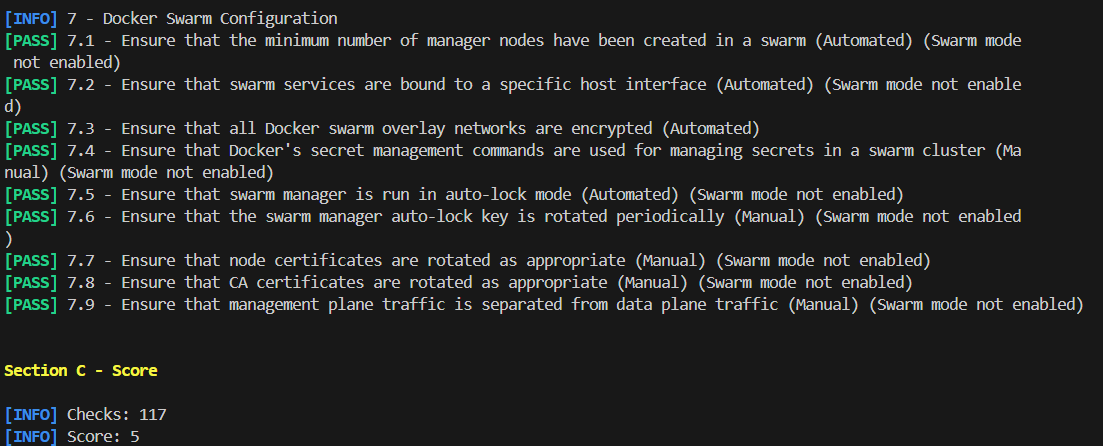 [INFO] 7 - Docker Swarm Configuration
[PASS] 7.1 - Ensure that the minimum number of manager nodes have been created in a swarm (Automated) (Swarm mode
 not enabled)
[PASS] 7.2 - Ensure that swarm services are bound to a specific host interface (Automated) (Swarm mode not enable
d)
[PASS] 7.3 - Ensure that all Docker swarm overlay networks are encrypted (Automated)
[PASS] 7.4 - Ensure that Docker's secret management commands are used for managing secrets in a swarm cluster (Ma
nual) (Swarm mode not enabled)
[PASS] 7.5 - Ensure that swarm manager is run in auto-lock mode (Automated) (Swarm mode not enabled)
[PASS] 7.6 - Ensure that the swarm manager auto-lock key is rotated periodically (Manual) (Swarm mode not enabled
)
[PASS] 7.7 - Ensure that node certificates are rotated as appropriate (Manual) (Swarm mode not enabled)
[PASS] 7.8 - Ensure that CA certificates are rotated as appropriate (Manual) (Swarm mode not enabled)
[PASS] 7.9 - Ensure that management plane traffic is separated from data plane traffic (Manual) (Swarm mode not enabled)
Section C - Score
[INFO] Checks: 117
[INFO] Score: 5